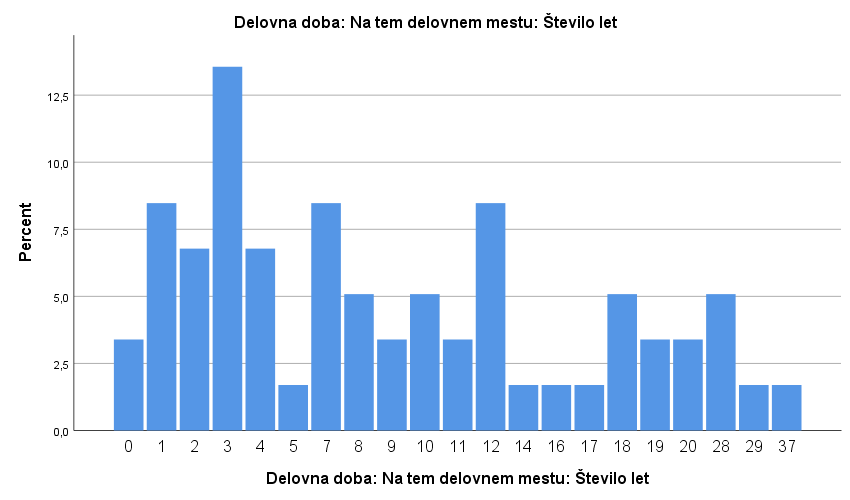 Delovna doba: Na tem delovnem mestu: Število let
12,5
10,0
7,5
5,0
2,5
0,0
Percent
0 1 2 3 4 5 7 8 9 10 11 12 14 16 17 18 19 20 28 29 37
Delovna doba: Na tem delovnem mestu: Število let